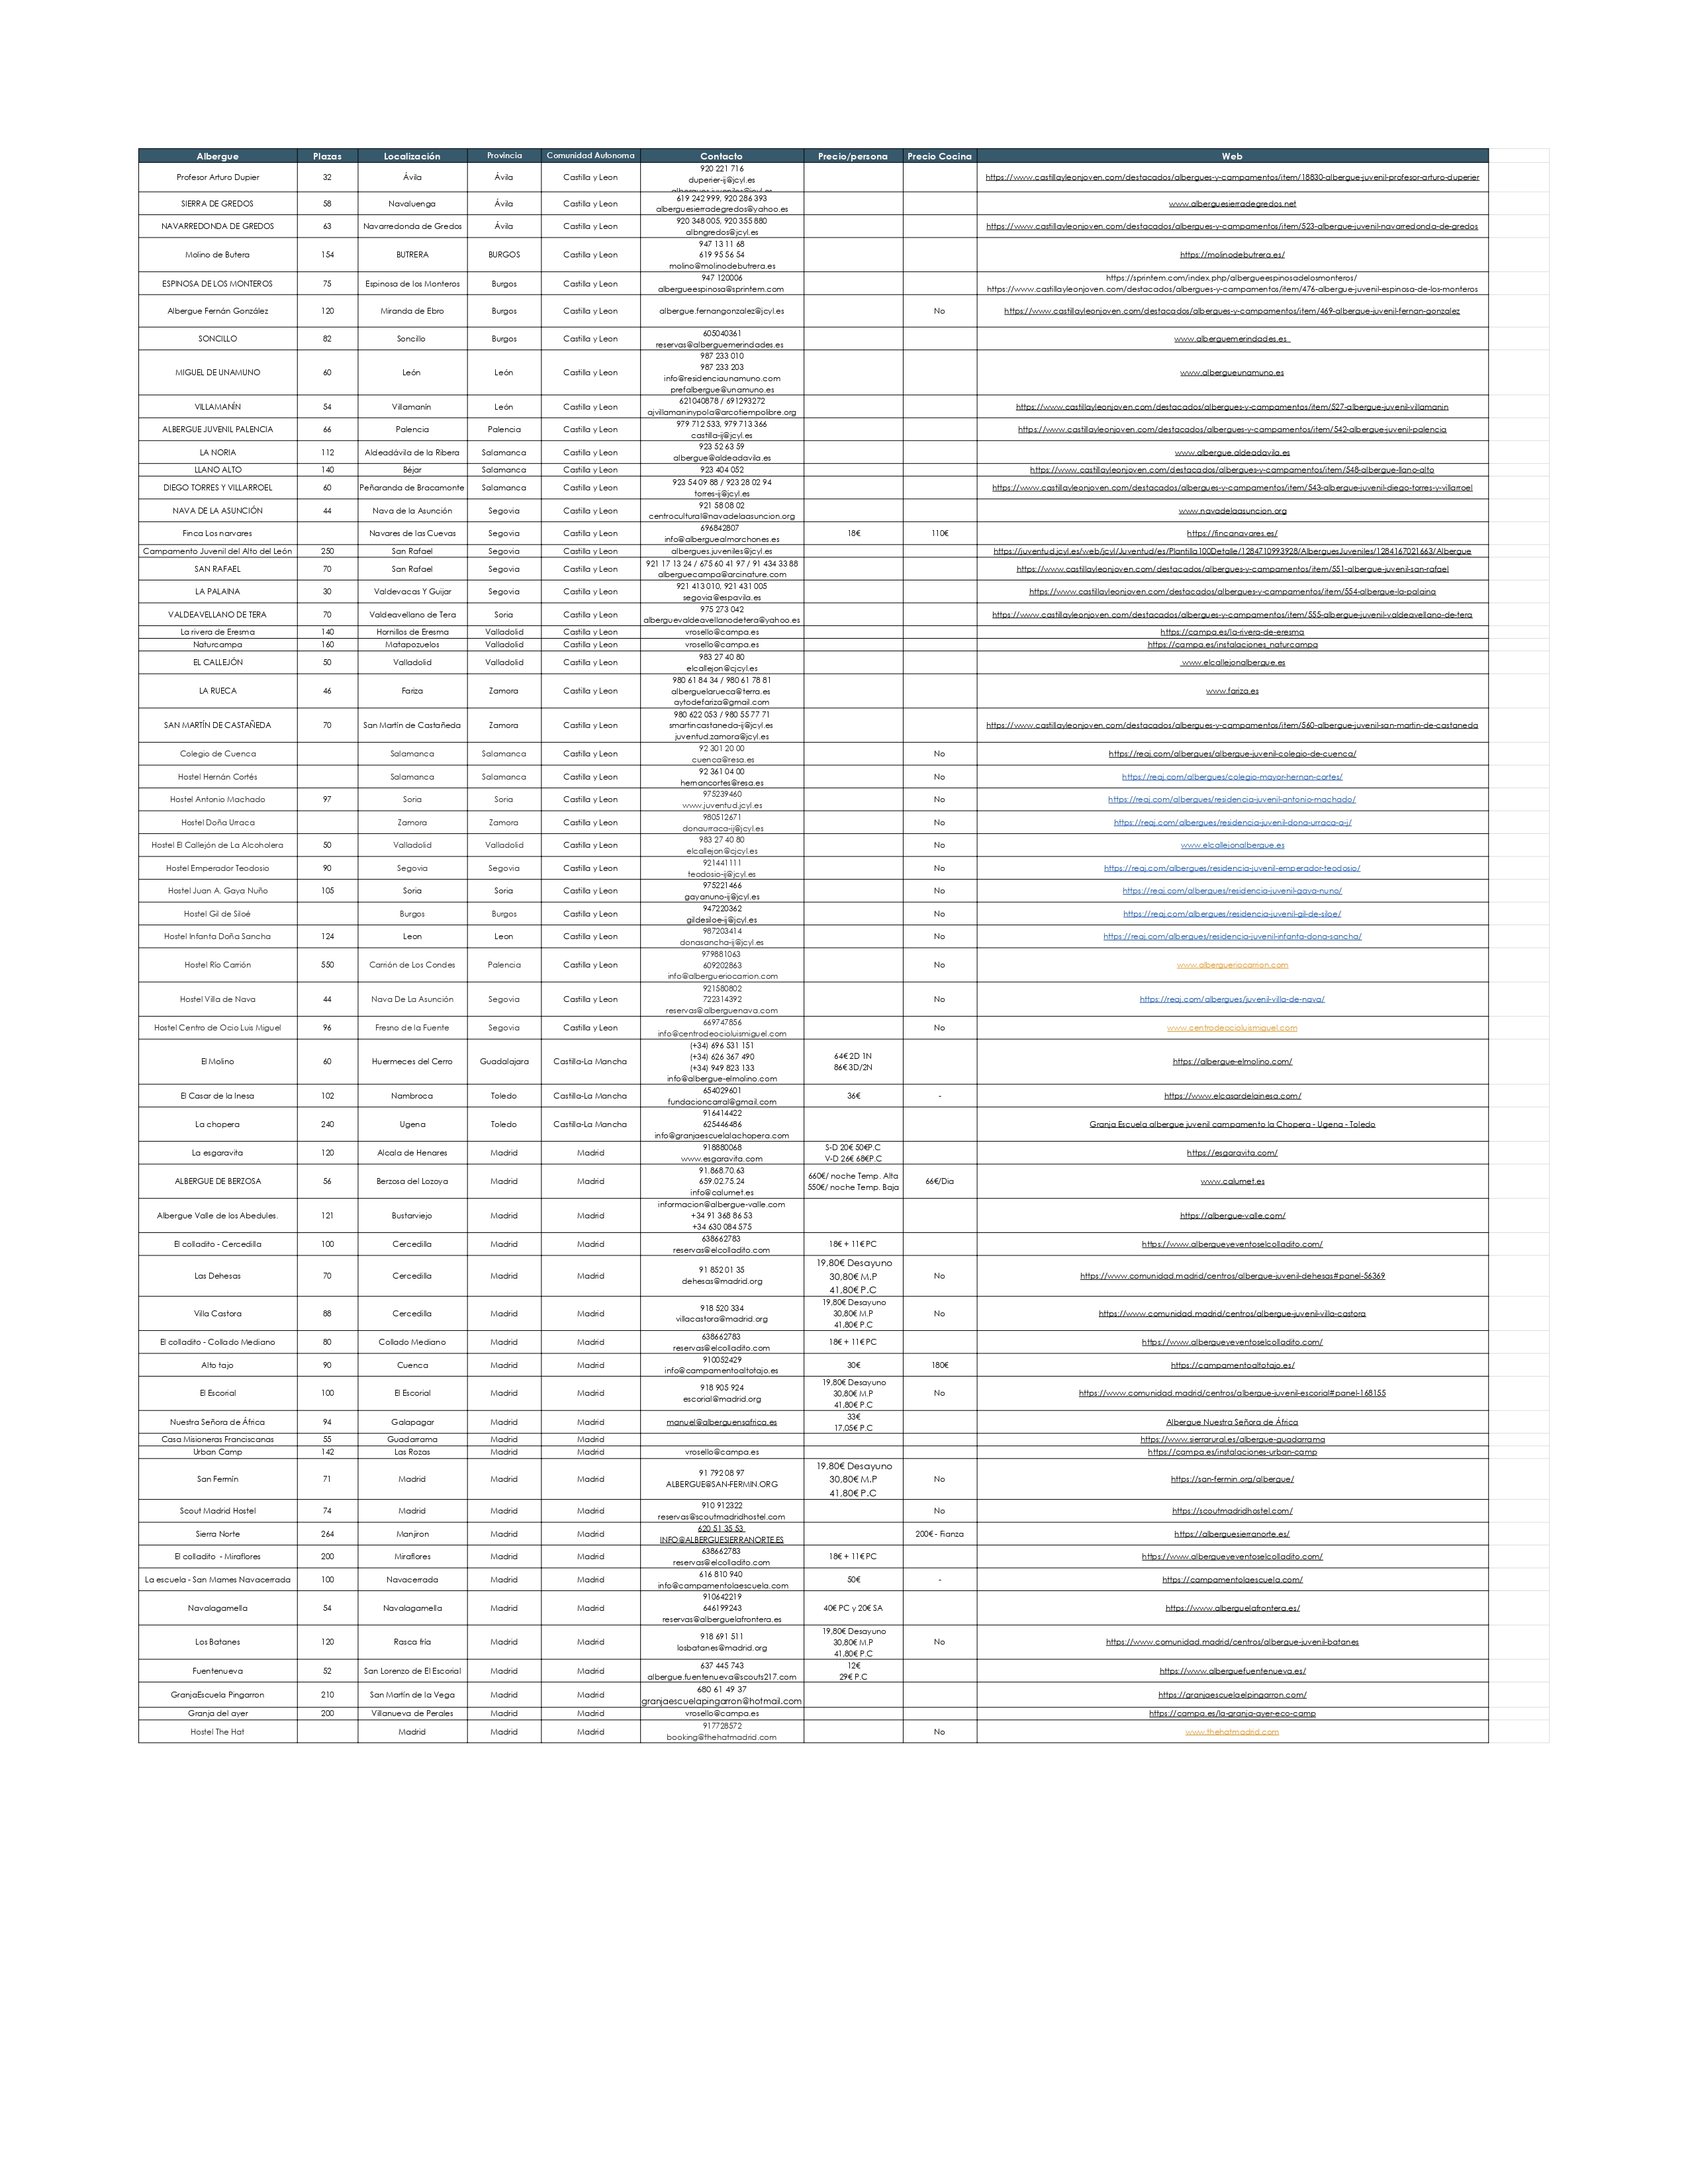 Albergue Plazas Localización Provincia Comunidad Autonoma Contacto Precio/persona Precio Cocina Web
Profesor Arturo Dupier 32 Ávila Ávila Castilla y Leon 920 221 716 https://www.castillayleonjoven.com/destacados/albergues-y-campamentos/item/18830-albergue-juvenil-profesor-arturo-duperier
duperier-ij@jcyl.es
albergues.juveniles@jcyl.es
SIERRA DE GREDOS 58 Navaluenga Ávila Castilla y Leon 619 242 999, 920 286 393 www.alberguesierradegredos.net
alberguesierradegredos@yahoo.es
NAVARREDONDA DE GREDOS 63 Navarredonda de Gredos Ávila Castilla y Leon 920 348 005, 920 355 880 https://www.castillayleonjoven.com/destacados/albergues-y-campamentos/item/523-albergue-juvenil-navarredonda-de-gredos
albngredos@jcyl.es
Molino de Butera 154 BUTRERA BURGOS Castilla y Leon 947 13 11 68 https://molinodebutrera.es/
619 95 56 54
molino@molinodebutrera.es
ESPINOSA DE LOS MONTEROS 75 Espinosa de los Monteros Burgos Castilla y Leon 947 120006 https://sprintem.com/index.php/albergueespinosadelosmonteros/
albergueespinosa@sprintem.com https://www.castillayleonjoven.com/destacados/albergues-y-campamentos/item/476-albergue-juvenil-espinosa-de-los-monteros
Albergue Fernán González 120 Miranda de Ebro Burgos Castilla y Leon albergue.fernangonzalez@jcyl.es No https://www.castillayleonjoven.com/destacados/albergues-y-campamentos/item/469-albergue-juvenil-fernan-gonzalez
SONCILLO 82 Soncillo Burgos Castilla y Leon 605040361 www.alberguemerindades.es
reservas@alberguemerindades.es
MIGUEL DE UNAMUNO 60 León León Castilla y Leon 987 233 010 www.albergueunamuno.es
987 233 203
info@residenciaunamuno.com
prefalbergue@unamuno.es
VILLAMANÍN 54 Villamanín León Castilla y Leon 621040878 / 691293272 https://www.castillayleonjoven.com/destacados/albergues-y-campamentos/item/527-albergue-juvenil-villamanin
ajvillamaninypola@arcotiempolibre.org
ALBERGUE JUVENIL PALENCIA 66 Palencia Palencia Castilla y Leon 979 712 533, 979 713 366 https://www.castillayleonjoven.com/destacados/albergues-y-campamentos/item/542-albergue-juvenil-palencia
castilla-ij@jcyl.es
LA NORIA 112 Aldeadávila de la Ribera Salamanca Castilla y Leon 923 52 63 59 www.albergue.aldeadavila.es
albergue@aldeadavila.es
LLANO ALTO 140 Béjar Salamanca Castilla y Leon 923 404 052 https://www.castillayleonjoven.com/destacados/albergues-y-campamentos/item/548-albergue-llano-alto
DIEGO TORRES Y VILLARROEL 60 Peñaranda de Bracamonte Salamanca Castilla y Leon 923 54 09 88 / 923 28 02 94 https://www.castillayleonjoven.com/destacados/albergues-y-campamentos/item/543-albergue-juvenil-diego-torres-y-villarroel
torres-ij@jcyl.es
NAVA DE LA ASUNCIÓN 44 Nava de la Asunción Segovia Castilla y Leon 921 58 08 02 www.navadelaasuncion.org
centrocultural@navadelaasuncion.org
Finca Los narvares Navares de las Cuevas Segovia Castilla y Leon 696842807 18€ 110€ https://fincanavares.es/
info@alberguealmorchones.es
Campamento Juvenil del Alto del León 250 San Rafael Segovia Castilla y Leon albergues.juveniles@jcyl.es https://juventud.jcyl.es/web/jcyl/Juventud/es/Plantilla100Detalle/1284710993928/AlberguesJuveniles/1284167021663/Albergue
SAN RAFAEL 70 San Rafael Segovia Castilla y Leon 921 17 13 24 / 675 60 41 97 / 91 434 33 88 https://www.castillayleonjoven.com/destacados/albergues-y-campamentos/item/551-albergue-juvenil-san-rafael
alberguecampa@arcinature.com
LA PALAINA 30 Valdevacas Y Guijar Segovia Castilla y Leon 921 413 010, 921 431 005 https://www.castillayleonjoven.com/destacados/albergues-y-campamentos/item/554-albergue-la-palaina
segovia@espavila.es
VALDEAVELLANO DE TERA 70 Valdeavellano de Tera Soria Castilla y Leon 975 273 042 https://www.castillayleonjoven.com/destacados/albergues-y-campamentos/item/555-albergue-juvenil-valdeavellano-de-tera
alberguevaldeavellanodetera@yahoo.es
La rivera de Eresma 140 Hornillos de Eresma Valladolid Castilla y Leon vrosello@campa.es https://campa.es/la-rivera-de-eresma
Naturcampa 160 Matapozuelos Valladolid Castilla y Leon vrosello@campa.es https://campa.es/instalaciones_naturcampa
EL CALLEJÓN 50 Valladolid Valladolid Castilla y Leon 983 27 40 80 www.elcallejonalbergue.es
elcallejon@cjcyl.es
LA RUECA 46 Fariza Zamora Castilla y Leon 980 61 84 34 / 980 61 78 81 www.fariza.es
alberguelarueca@terra.es
aytodefariza@gmail.com
SAN MARTÍN DE CASTAÑEDA 70 San Martín de Castañeda Zamora Castilla y Leon 980 622 053 / 980 55 77 71 https://www.castillayleonjoven.com/destacados/albergues-y-campamentos/item/560-albergue-juvenil-san-martin-de-castaneda
smartincastaneda-ij@jcyl.es
juventud.zamora@jcyl.es
Colegio de Cuenca Salamanca Salamanca Castilla y Leon 92 301 20 00 No https://reaj.com/albergues/albergue-juvenil-colegio-de-cuenca/
cuenca@resa.es
Hostel Hernán Cortés Salamanca Salamanca Castilla y Leon 92 361 04 00 No https://reaj.com/albergues/colegio-mayor-hernan-cortes/
hernancortes@resa.es
Hostel Antonio Machado 97 Soria Soria Castilla y Leon 975239460 No https://reaj.com/albergues/residencia-juvenil-antonio-machado/
www.juventud.jcyl.es
Hostel Doña Urraca Zamora Zamora Castilla y Leon 980512671 No https://reaj.com/albergues/residencia-juvenil-dona-urraca-a-j/
donaurraca-ij@jcyl.es
Hostel El Callejón de La Alcoholera 50 Valladolid Valladolid Castilla y Leon 983 27 40 80 No www.elcallejonalbergue.es
elcallejon@cjcyl.es
Hostel Emperador Teodosio 90 Segovia Segovia Castilla y Leon 921441111 No https://reaj.com/albergues/residencia-juvenil-emperador-teodosio/
teodosio-ij@jcyl.es
Hostel Juan A. Gaya Nuño 105 Soria Soria Castilla y Leon 975221466 No https://reaj.com/albergues/residencia-juvenil-gaya-nuno/
gayanuno-ij@jcyl.es
Hostel Gil de Siloé Burgos Burgos Castilla y Leon 947220362 No https://reaj.com/albergues/residencia-juvenil-gil-de-siloe/
gildesiloe-ij@jcyl.es
Hostel Infanta Doña Sancha 124 Leon Leon Castilla y Leon 987203414 No https://reaj.com/albergues/residencia-juvenil-infanta-dona-sancha/
donasancha-ij@jcyl.es
Hostel Río Carrión 550 Carrión de Los Condes Palencia Castilla y Leon 979881063 No www.albergueriocarrion.com
609202863
info@albergueriocarrion.com
Hostel Villa de Nava 44 Nava De La Asunción Segovia Castilla y Leon 921580802 No https://reaj.com/albergues/juvenil-villa-de-nava/
722314392
reservas@alberguenava.com
Hostel Centro de Ocio Luis Miguel 96 Fresno de la Fuente Segovia Castilla y Leon 669747856 No www.centrodeocioluismiguel.com
info@centrodeocioluismiguel.com
El Molino 60 Huermeces del Cerro Guadalajara Castilla-La Mancha (+34) 696 531 151 64€ 2D 1N https://albergue-elmolino.com/
(+34) 626 367 490 86€ 3D/2N
(+34) 949 823 133
info@albergue-elmolino.com
El Casar de la Inesa 102 Nambroca Toledo Castilla-La Mancha 654029601 36€ - https://www.elcasardelainesa.com/
fundacioncarral@gmail.com
La chopera 240 Ugena Toledo Castilla-La Mancha 916414422 Granja Escuela albergue juvenil campamento la Chopera - Ugena - Toledo
625446486
info@granjaescuelalachopera.com
La esgaravita 120 Alcala de Henares Madrid Madrid 918880068 S-D 20€ 50€P.C https://esgaravita.com/
www.esgaravita.com V-D 26€ 68€P.C
ALBERGUE DE BERZOSA 56 Berzosa del Lozoya Madrid Madrid 91.868.70.63 660€/ noche Temp. Alta 66€/Dia www.calumet.es
659.02.75.24 550€/ noche Temp. Baja
info@calumet.es
Albergue Valle de los Abedules. 121 Bustarviejo Madrid Madrid informacion@albergue-valle.com https://albergue-valle.com/
+34 91 368 86 53
+34 630 084 575
El colladito - Cercedilla 100 Cercedilla Madrid Madrid 638662783 18€ + 11€ PC https://www.albergueyeventoselcolladito.com/
reservas@elcolladito.com
Las Dehesas 70 Cercedilla Madrid Madrid 91 852 01 35 19,80€ Desayuno No https://www.comunidad.madrid/centros/albergue-juvenil-dehesas#panel-56369
dehesas@madrid.org 30,80€ M.P
41,80€ P.C
Villa Castora 88 Cercedilla Madrid Madrid 918 520 334 19,80€ Desayuno No https://www.comunidad.madrid/centros/albergue-juvenil-villa-castora
villacastora@madrid.org 30,80€ M.P
41,80€ P.C
El colladito - Collado Mediano 80 Collado Mediano Madrid Madrid 638662783 18€ + 11€ PC https://www.albergueyeventoselcolladito.com/
reservas@elcolladito.com
Alto tajo 90 Cuenca Madrid Madrid 910052429 30€ 180€ https://campamentoaltotajo.es/
info@campamentoaltotajo.es
El Escorial 100 El Escorial Madrid Madrid 918 905 924 19,80€ Desayuno No https://www.comunidad.madrid/centros/albergue-juvenil-escorial#panel-168155
escorial@madrid.org 30,80€ M.P
41,80€ P.C
Nuestra Señora de África 94 Galapagar Madrid Madrid manuel@alberguensafrica.es 33€ Albergue Nuestra Señora de África
17,05€ P.C
Casa Misioneras Franciscanas 55 Guadarrama Madrid Madrid https://www.sierrarural.es/albergue-guadarrama
Urban Camp 142 Las Rozas Madrid Madrid vrosello@campa.es https://campa.es/instalaciones-urban-camp
San Fermín 71 Madrid Madrid Madrid 91 792 08 97 19,80€ Desayuno No https://san-fermin.org/albergue/
ALBERGUE@SAN-FERMIN.ORG 30,80€ M.P
41,80€ P.C
Scout Madrid Hostel 74 Madrid Madrid Madrid 910 912322 No https://scoutmadridhostel.com/
reservas@scoutmadridhostel.com
Sierra Norte 264 Manjiron Madrid Madrid 620 51 35 53 200€ - Fianza https://alberguesierranorte.es/
INFO@ALBERGUESIERRANORTE.ES
El colladito - Miraflores 200 Miraflores Madrid Madrid 638662783 18€ + 11€ PC https://www.albergueyeventoselcolladito.com/
reservas@elcolladito.com
La escuela - San Mames Navacerrada 100 Navacerrada Madrid Madrid 616 810 940 50€ - https://campamentolaescuela.com/
info@campamentolaescuela.com
Navalagamella 54 Navalagamella Madrid Madrid 910642219 40€ PC y 20€ SA https://www.alberguelafrontera.es/
646199243
reservas@alberguelafrontera.es
Los Batanes 120 Rasca fría Madrid Madrid 918 691 511 19,80€ Desayuno No https://www.comunidad.madrid/centros/albergue-juvenil-batanes
losbatanes@madrid.org 30,80€ M.P
41,80€ P.C
Fuentenueva 52 San Lorenzo de El Escorial Madrid Madrid 637 445 743 12€ https://www.alberguefuentenueva.es/
albergue.fuentenueva@scouts217.com 29€ P.C
GranjaEscuela Pingarron 210 San Martín de la Vega Madrid Madrid 680 61 49 37 https://granjaescuelaelpingarron.com/
granjaescuelapingarron@hotmail.com
Granja del ayer 200 Villanueva de Perales Madrid Madrid vrosello@campa.es https://campa.es/la-granja-ayer-eco-camp
Hostel The Hat Madrid Madrid Madrid 917728572 No www.thehatmadrid.com
booking@thehatmadrid.com